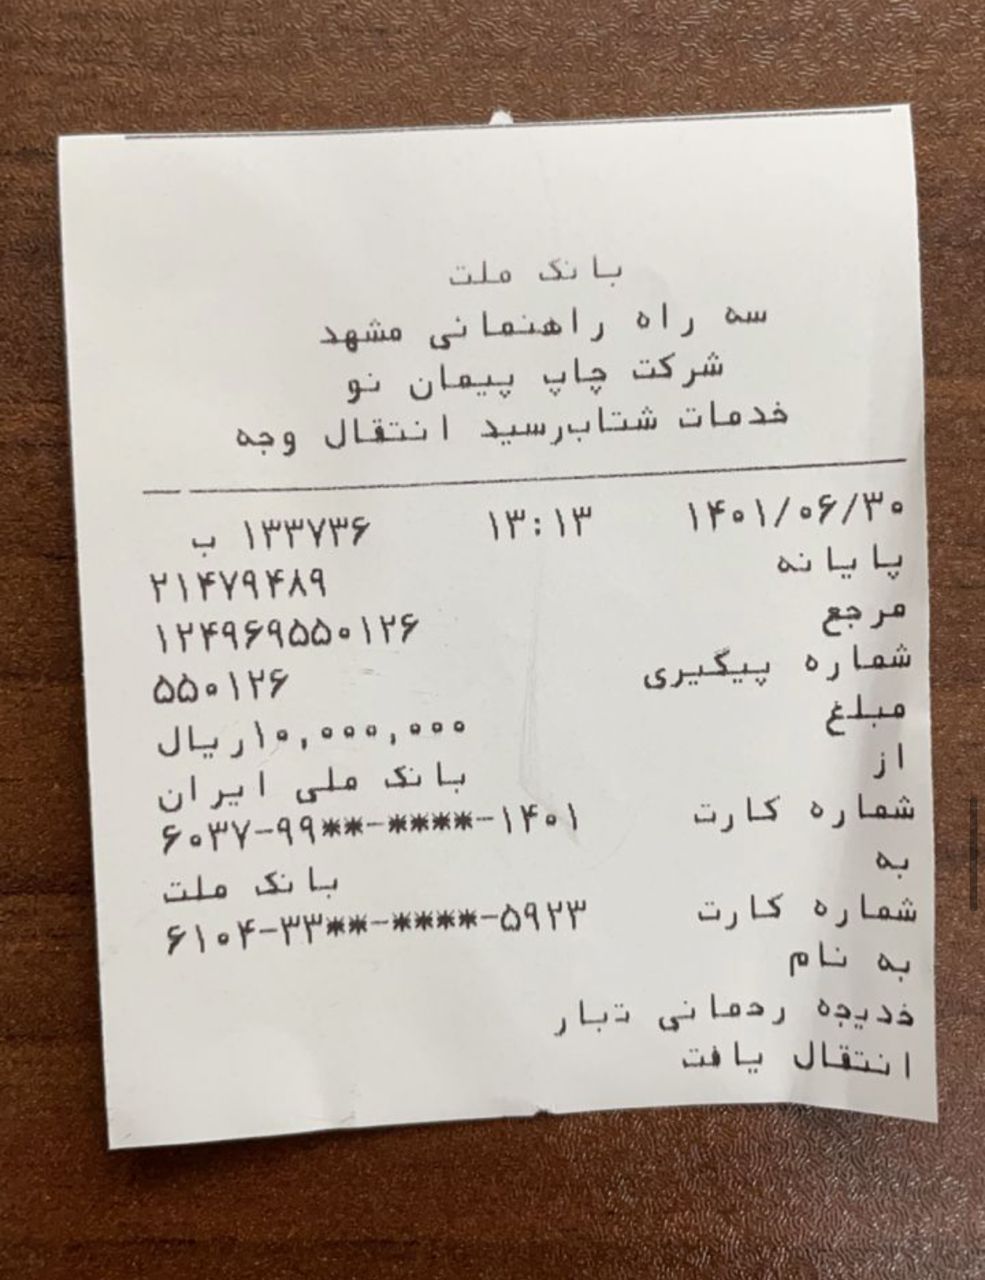 بانک ملت
سه راه راهنمائی مشهد
شرکت چاپ پیمان نو
خدمات شتاب‌رسید انتقال وجه
۱۴۰۱/۰۶/۳۰ ۱۳:۱۳ ۱۳۳۷۳۶ ب
پایانه ۲۱۴۷۹۴۸۹
مرجع ۱۲۴۹۶۹۵۵۰۱۲۶
شماره پیگیری ۵۵۰۱۲۶
مبلغ ۱۰,۰۰۰,۰۰۰ریال
از بانک ملی ایران
شماره کارت ۶۰۳۷-۹۹**-****-۱۴۰۱
به بانک ملت
شماره کارت ۶۱۰۴-۳۳**-****-۵۹۲۳
به نام
خدیجه رحمانی تبار
انتقال یافت